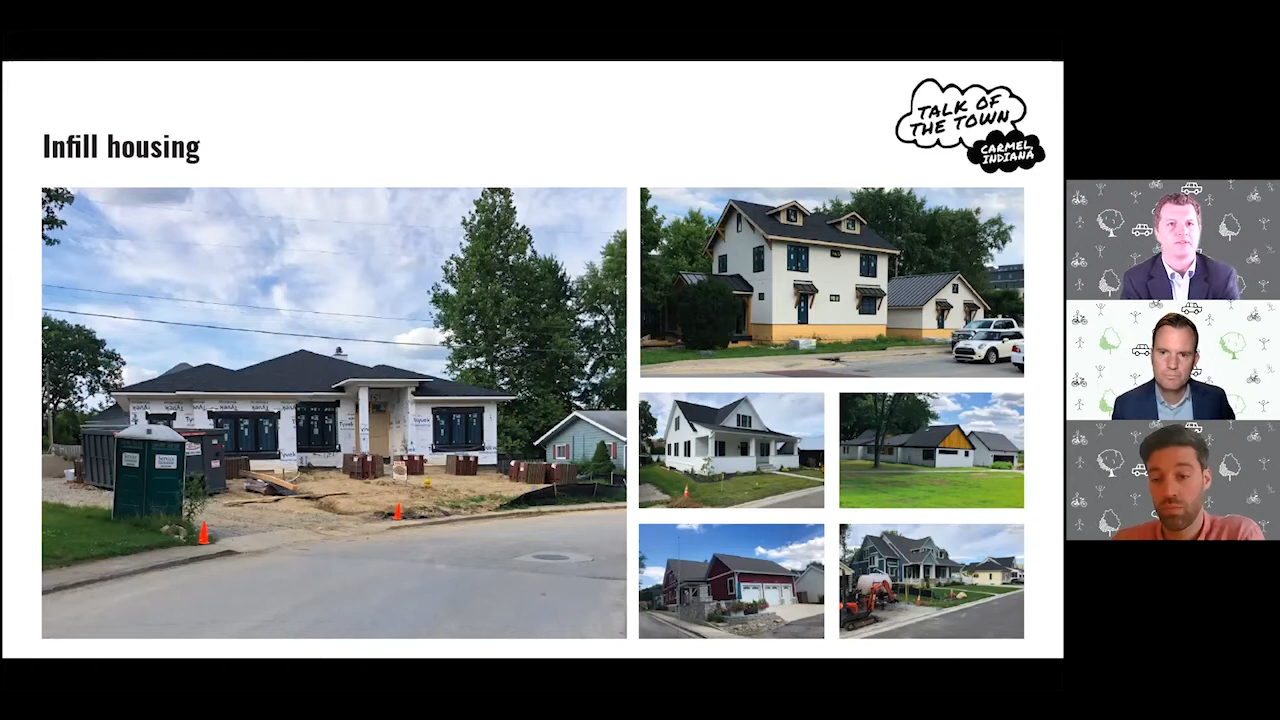 TALK OF
THE TOWN
CARMEL,
INDIANA
Infill housing